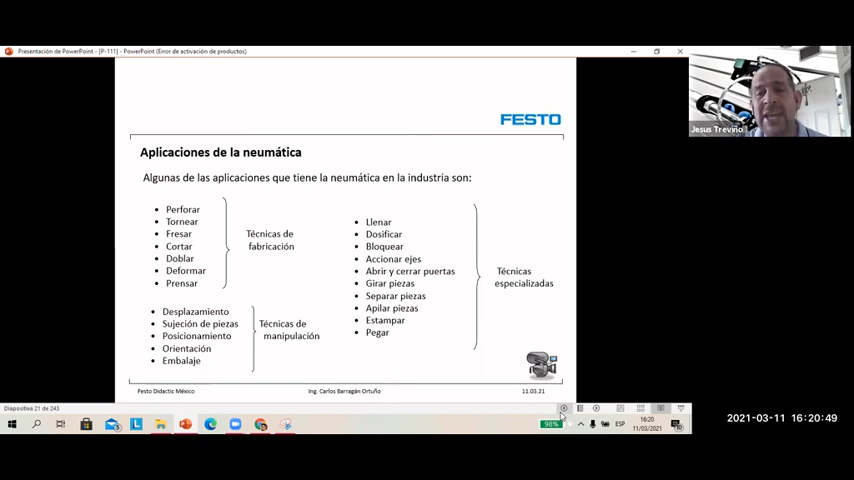 Presentación de PowerPoint - [P-111] - PowerPoint (Error de activación de productos)
FESTO
Jesus Treviño
Aplicaciones de la neumática
Algunas de las aplicaciones que tiene la neumática en la industria son:
Perforar
Tornear
Fresar
Cortar
Doblar
Deformar
Prensar
Técnicas de
fabricación
Desplazamiento
Sujeción de piezas
Posicionamiento
Orientación
Embalaje
Técnicas de
manipulación
Llenar
Dosificar
Bloquear
Accionar ejes
Abrir y cerrar puertas
Girar piezas
Separar piezas
Apilar piezas
Estampar
Pegar
Técnicas
especializadas
Festo Didactic México
Ing. Carlos Barragán Ortuño
11.03.21
Diapositiva 21 de 243
98%
ESP
16:20
11/03/2021
2021-03-11 16:20:49